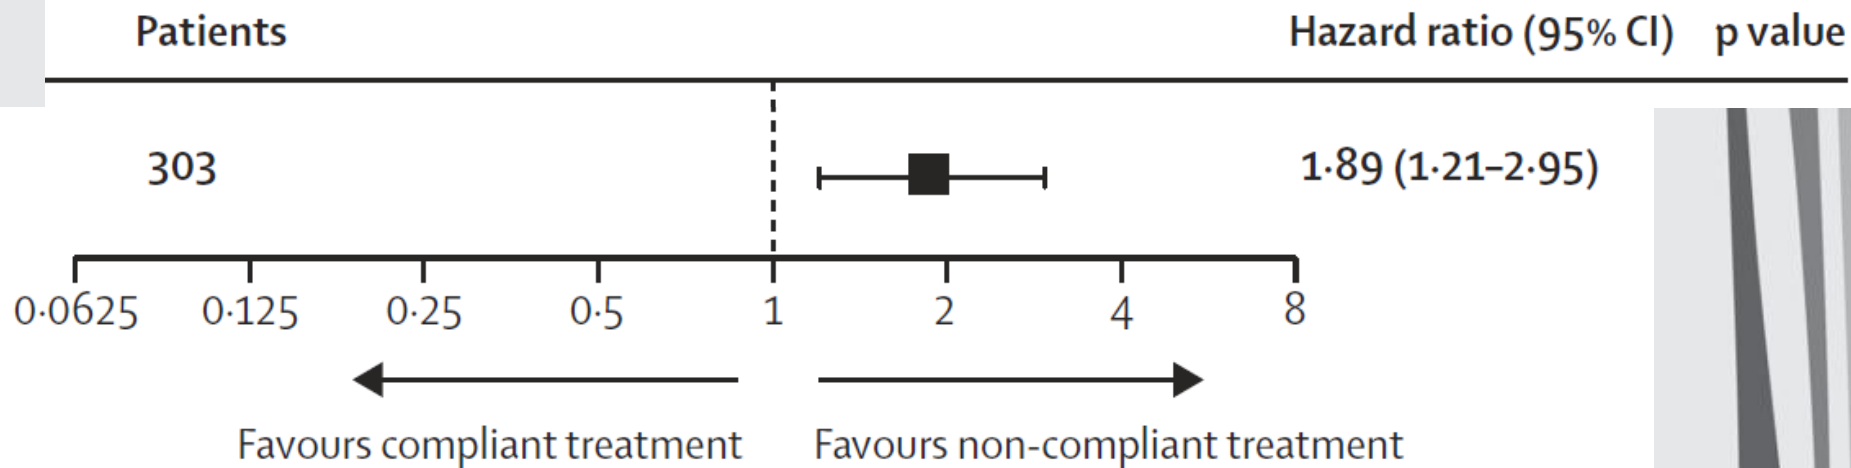 Patients Hazard ratio (95% CI) p value
303 1·89 (1·21–2·95)
0·0625 0·125 0·25 0·5 1 2 4 8
Favours compliant treatment Favours non-compliant treatment